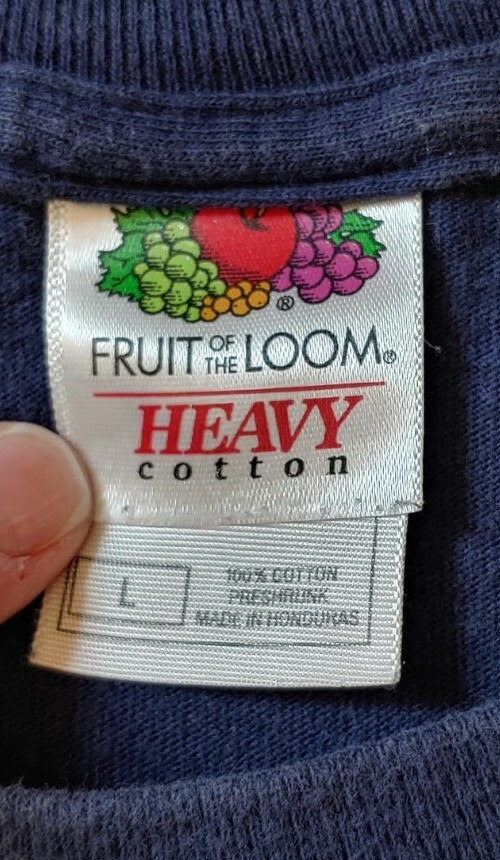 ®
FRUIT OF THE LOOM®
HEAVY
cotton
L
100% COTTON
PRESHRUNK
MADE IN HONDURAS